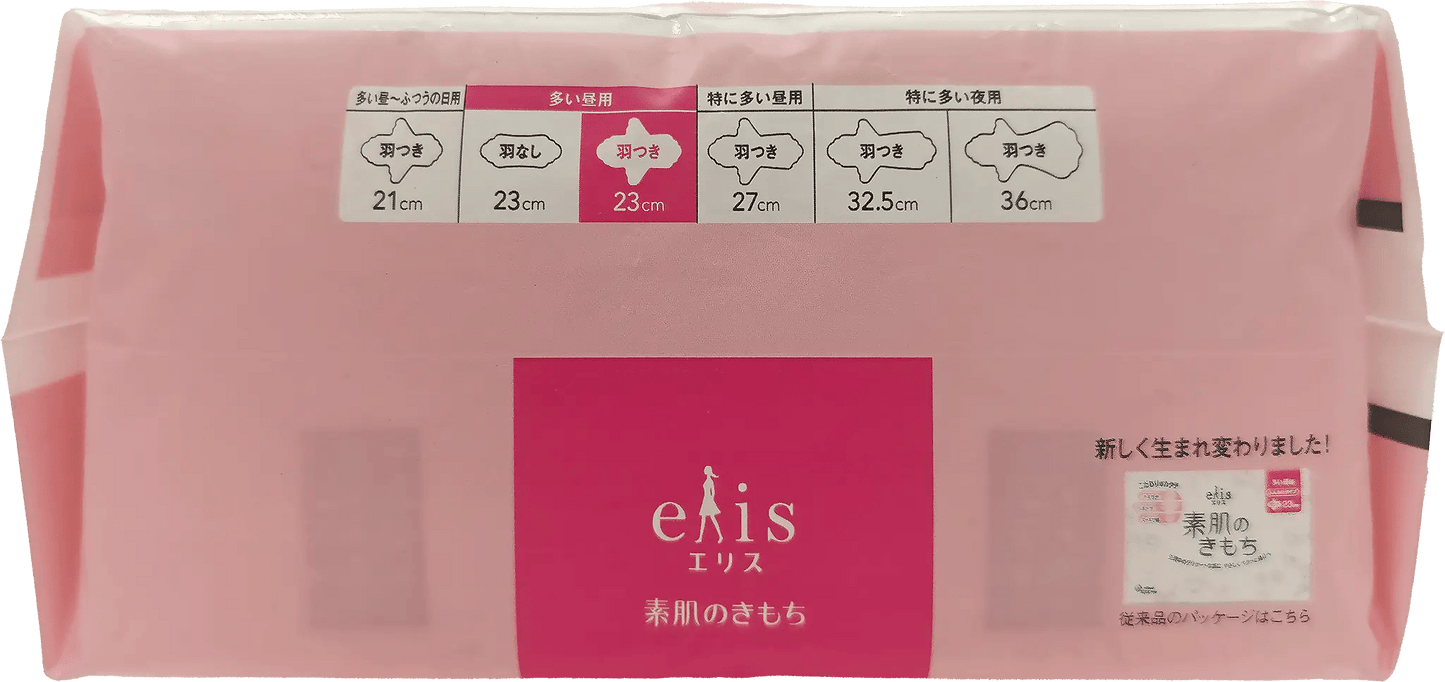 多い昼〜ふつうの日用
多い昼用
特に多い昼用
特に多い夜用
羽つき
羽なし
羽つき
羽つき
羽つき
羽つき
21cm
23cm
23cm
27cm
32.5cm
36cm
elis
エリス
素肌のきもち
新しく生まれ変わりました!
elis
エリス
素肌の
きもち
23cm
従来品のパッケージはこちら